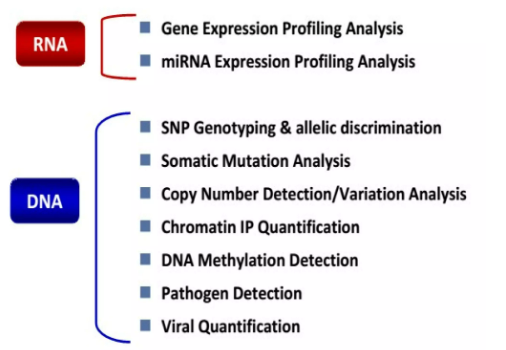 RNA
Gene Expression Profiling Analysis
miRNA Expression Profiling Analysis
DNA
SNP Genotyping & allelic discrimination
Somatic Mutation Analysis
Copy Number Detection/Variation Analysis
Chromatin IP Quantification
DNA Methylation Detection
Pathogen Detection
Viral Quantification